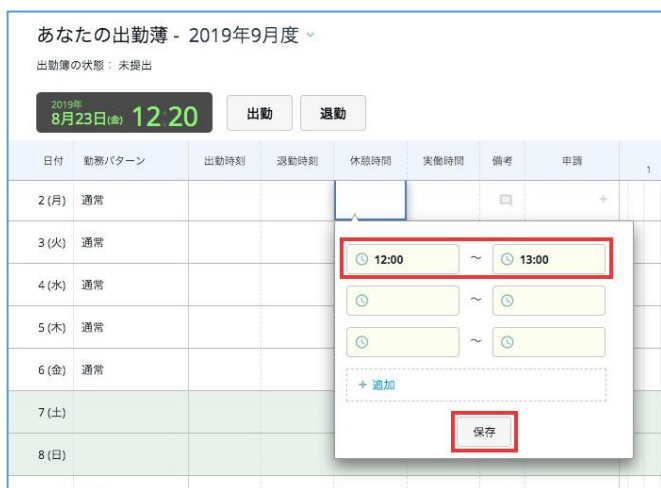 あなたの出勤薄 - 2019年9月度
出勤簿の状態： 未提出
2019年
8月23日(金) 12:20
出勤 退勤
日付 勤務パターン 出勤時刻 退勤時刻 休憩時間 実働時間 備考 申請 1
2 (月) 通常 +
3 (火) 通常
12:00 ～ 13:00
4 (水) 通常
～
5 (木) 通常
～
6 (金) 通常
+ 追加
7 (土)
保存
8 (日)